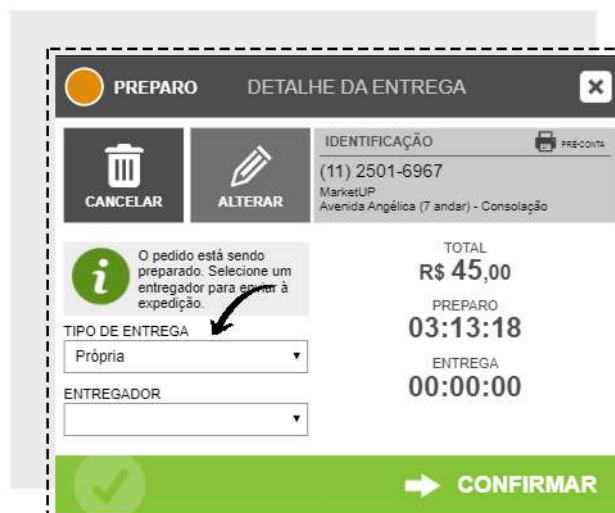 PREPARO
DETALHE DA ENTREGA
CANCELAR
ALTERAR
IDENTIFICAÇÃO
PRÉ-CONTA
(11) 2501-6967
MarketUP
Avenida Angélica (7 andar) - Consolação
O pedido está sendo
preparado. Selecione um
entregador para enviar à
expedição.
TIPO DE ENTREGA
Própria
ENTREGADOR
TOTAL
R$ 45,00
PREPARO
03:13:18
ENTREGA
00:00:00
CONFIRMAR